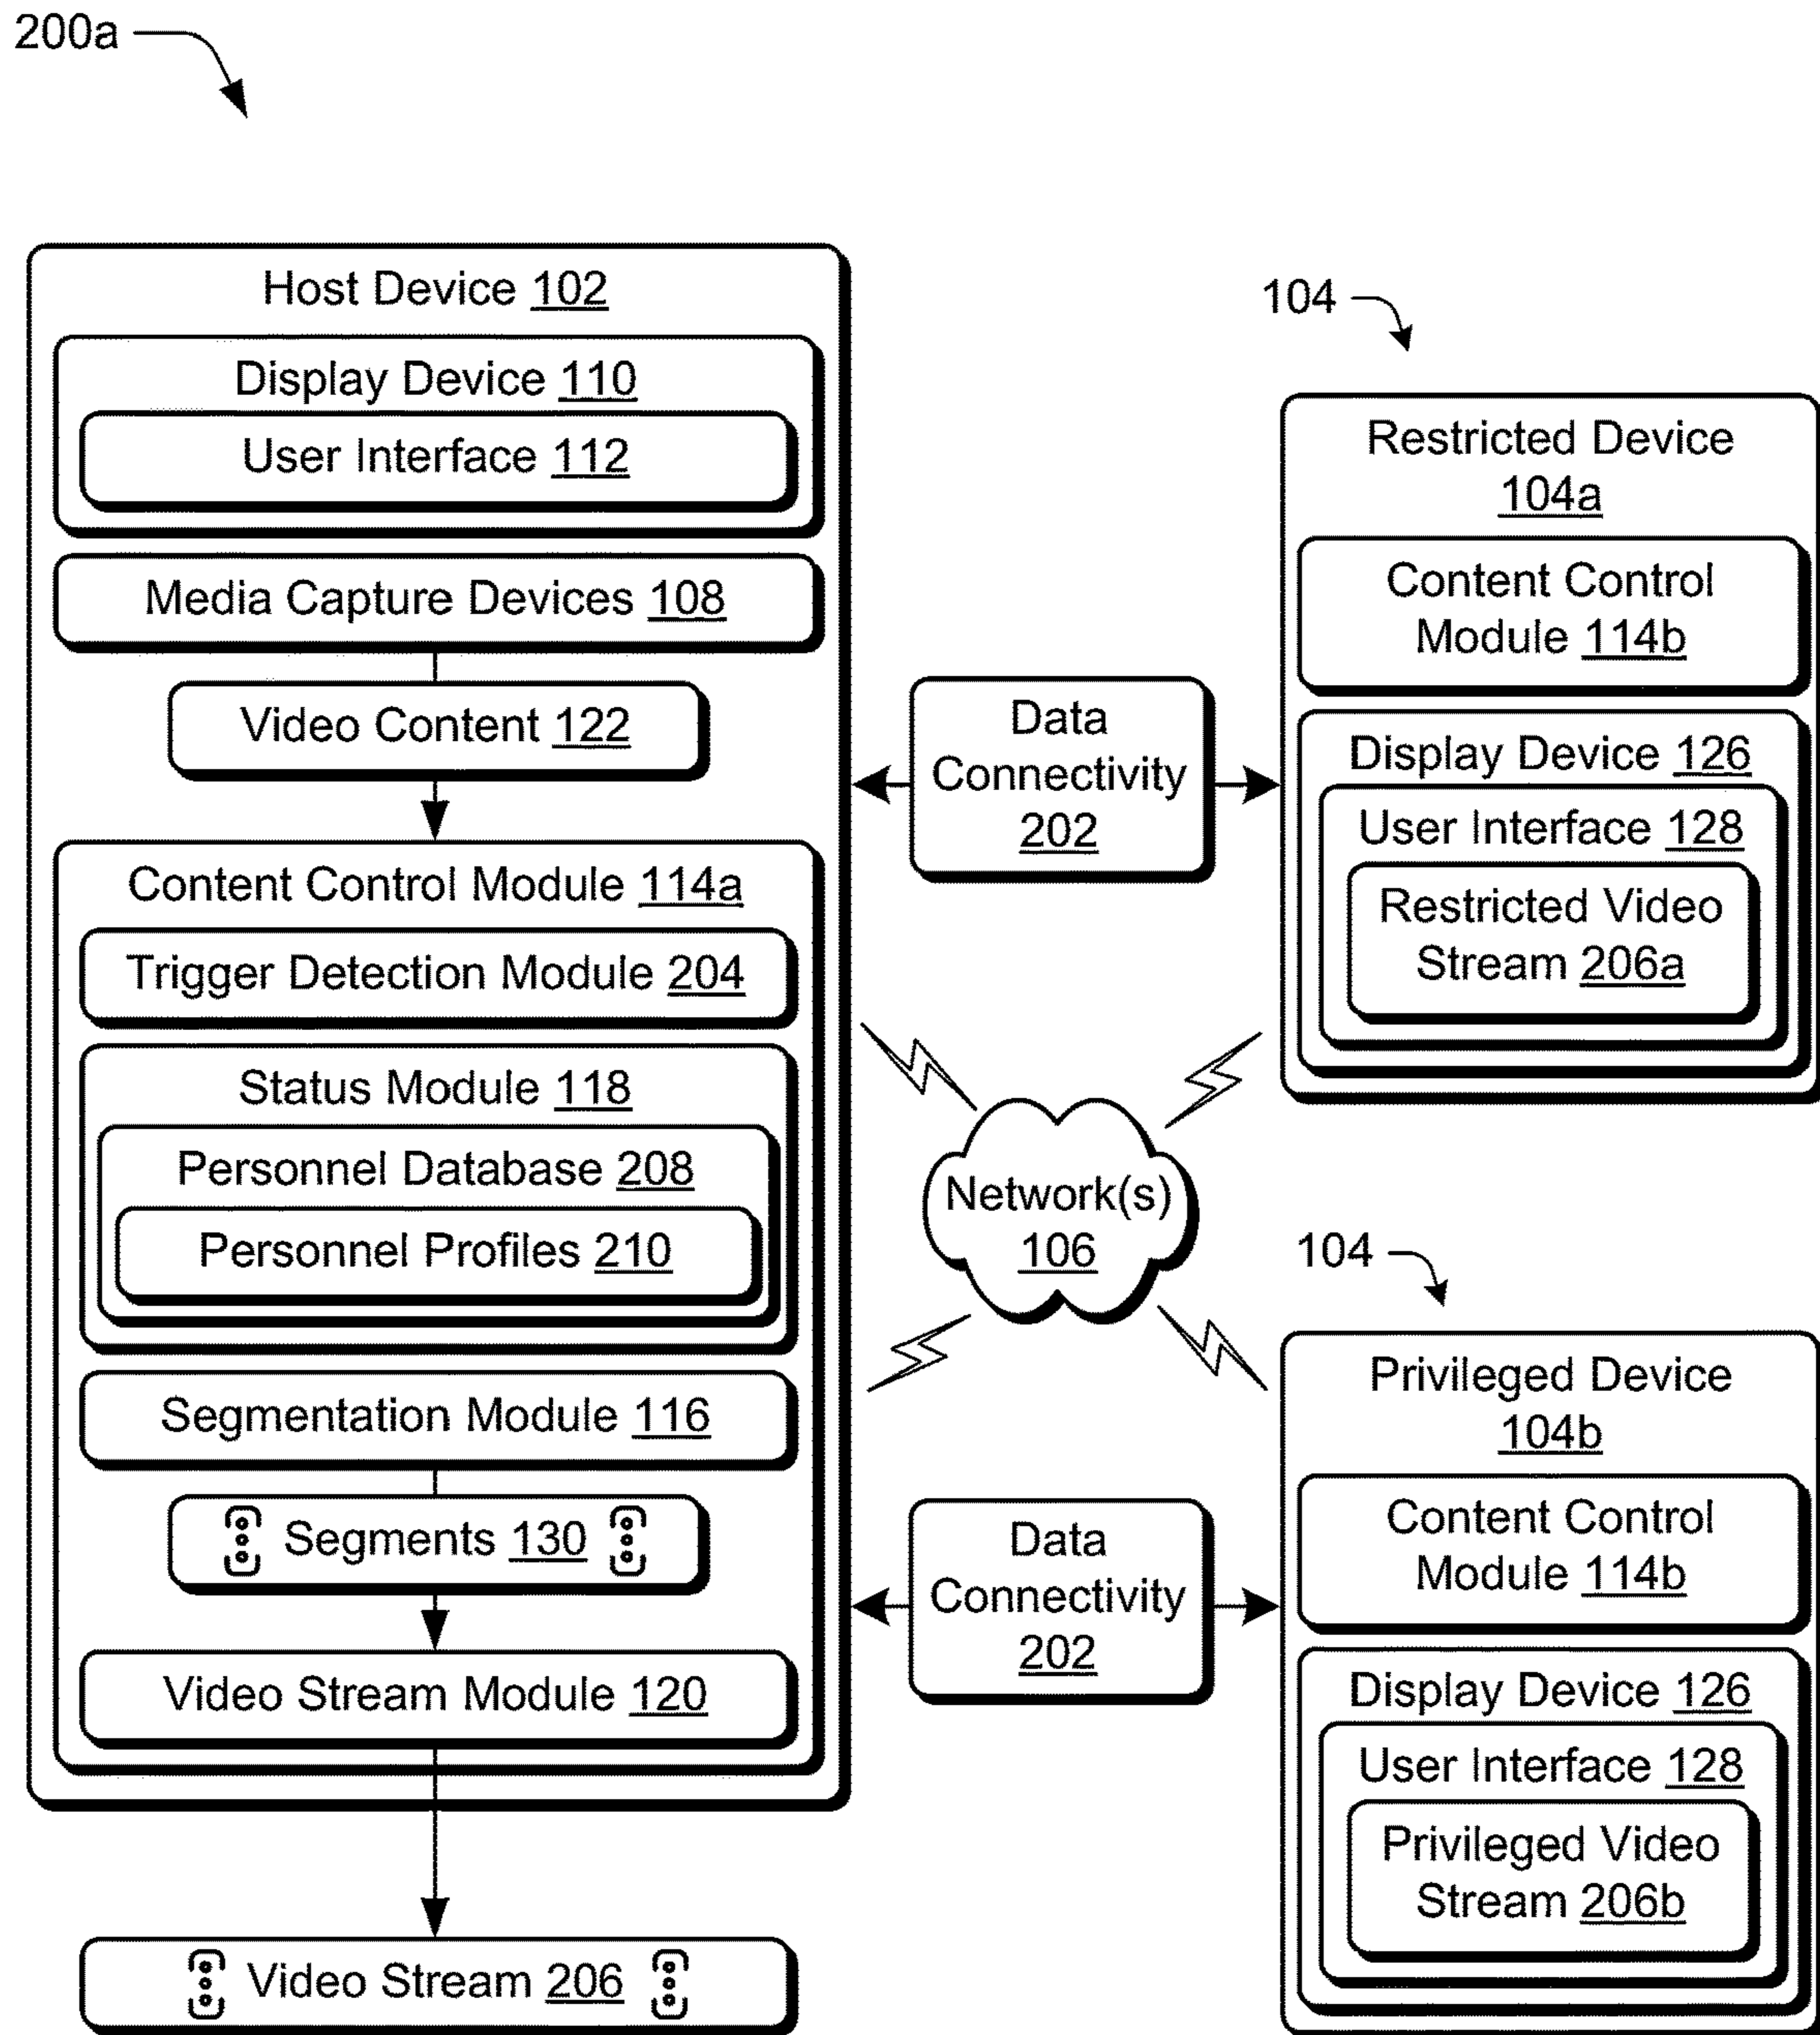 200a
Host Device 102
Display Device 110
User Interface 112
Media Capture Devices 108
Video Content 122
Content Control Module 114a
Trigger Detection Module 204
Status Module 118
Personnel Database 208
Personnel Profiles 210
Segmentation Module 116
Segments 130
Video Stream Module 120
Video Stream 206
Data
Connectivity
202
Network(s)
106
Data
Connectivity
202
104
Restricted Device
104a
Content Control
Module 114b
Display Device 126
User Interface 128
Restricted Video
Stream 206a
104
Privileged Device
104b
Content Control
Module 114b
Display Device 126
User Interface 128
Privileged Video
Stream 206b